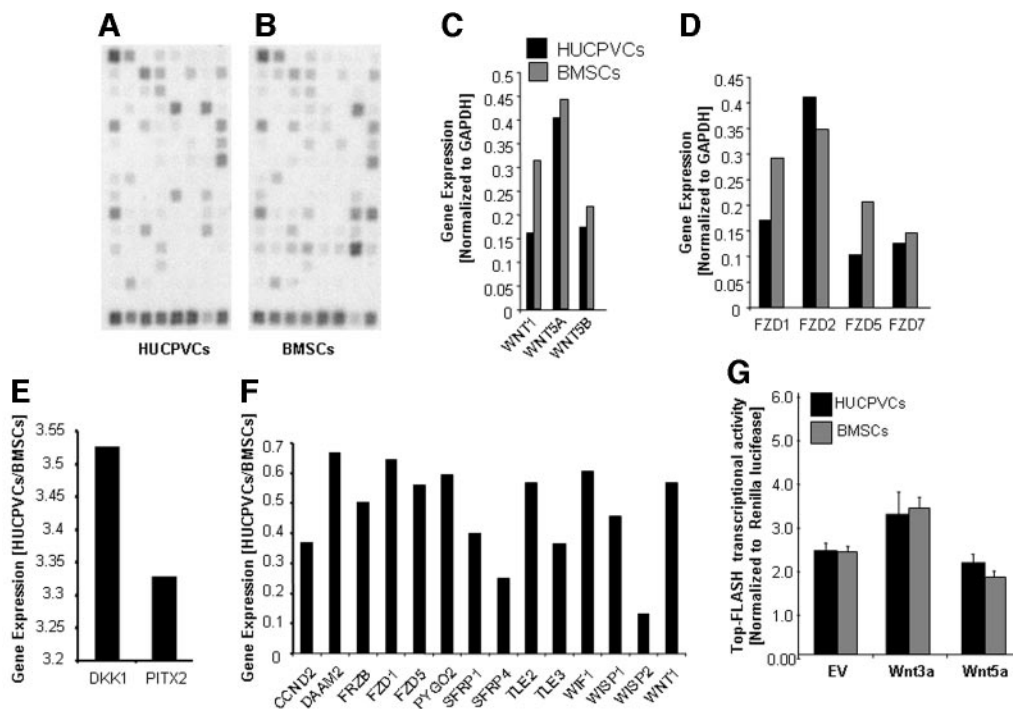 A
B
HUCPVCs
BMSCs
C
HUCPVCs
BMSCs
Gene Expression
[Normalized to GAPDH]
0.5
0.45
0.4
0.35
0.3
0.25
0.2
0.15
0.1
0.05
0
WNT1
WNT5A
WNT5B
D
Gene Expression
[Normalized to GAPDH]
0.45
0.4
0.35
0.3
0.25
0.2
0.15
0.1
0.05
0
FZD1
FZD2
FZD5
FZD7
E
Gene Expression [HUCPVCs/BMSCs]
3.55
3.5
3.45
3.4
3.35
3.3
3.25
3.2
DKK1
PITX2
F
Gene Expression [HUCPVCs/BMSCs]
0.7
0.6
0.5
0.4
0.3
0.2
0.1
0
CCND2
DAAM2
FRZB
FZD1
FZD5
PYGO2
SFRP1
SFRP4
TLE2
TLE3
WIF1
WISP1
WISP2
WNT1
G
HUCPVCs
BMSCs
Top-FLASH transcriptional activity
[Normalized to Renilla lucifease]
6.0
5.0
4.0
3.0
2.0
1.0
0.00
EV
Wnt3a
Wnt5a